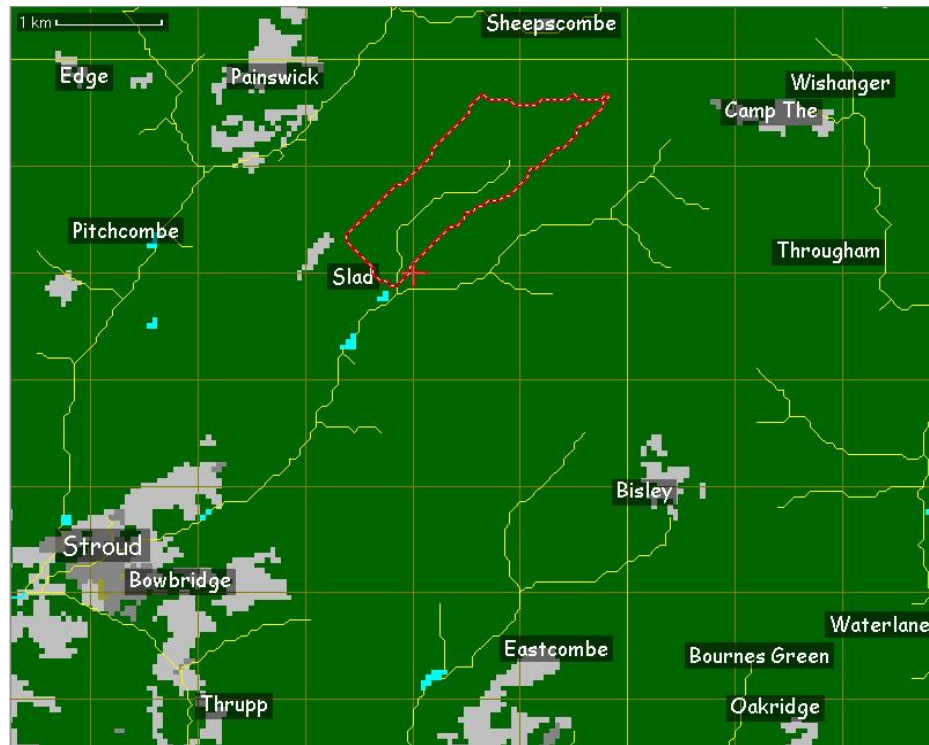 1 km
Sheepscombe
Edge
Painswick
Wishanger
Camp The
Pitchcombe
Througham
Slad
Bisley
Stroud
Bowbridge
Waterlane
Eastcombe
Bournes Green
Thrupp
Oakridge